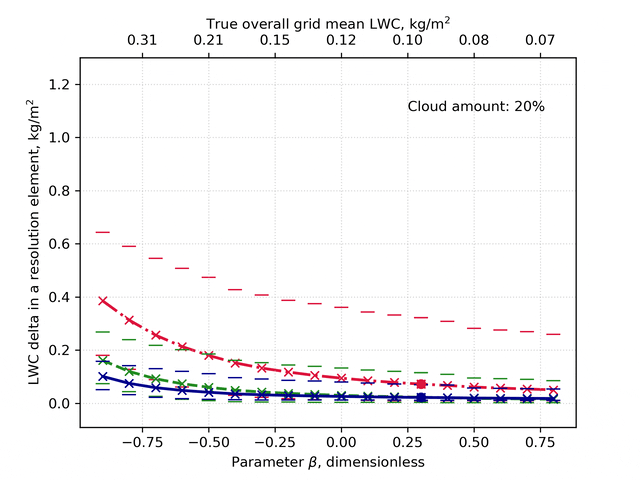 True overall grid mean LWC, kg/m²
0.31 0.21 0.15 0.12 0.10 0.08 0.07
Cloud amount: 20%
LWC delta in a resolution element, kg/m²
1.2
1.0
0.8
0.6
0.4
0.2
0.0
−0.75 −0.50 −0.25 0.00 0.25 0.50 0.75
Parameter β, dimensionless